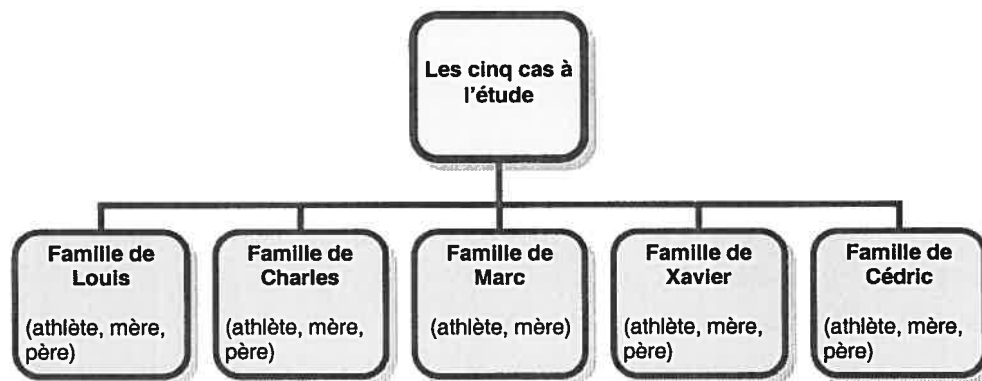 Les cinq cas à
l'étude
Famille de
Louis
(athlète, mère,
père)
Famille de
Charles
(athlète, mère,
père)
Famille de
Marc
(athlète, mère)
Famille de
Xavier
(athlète, mère,
père)
Famille de
Cédric
(athlète, mère,
père)